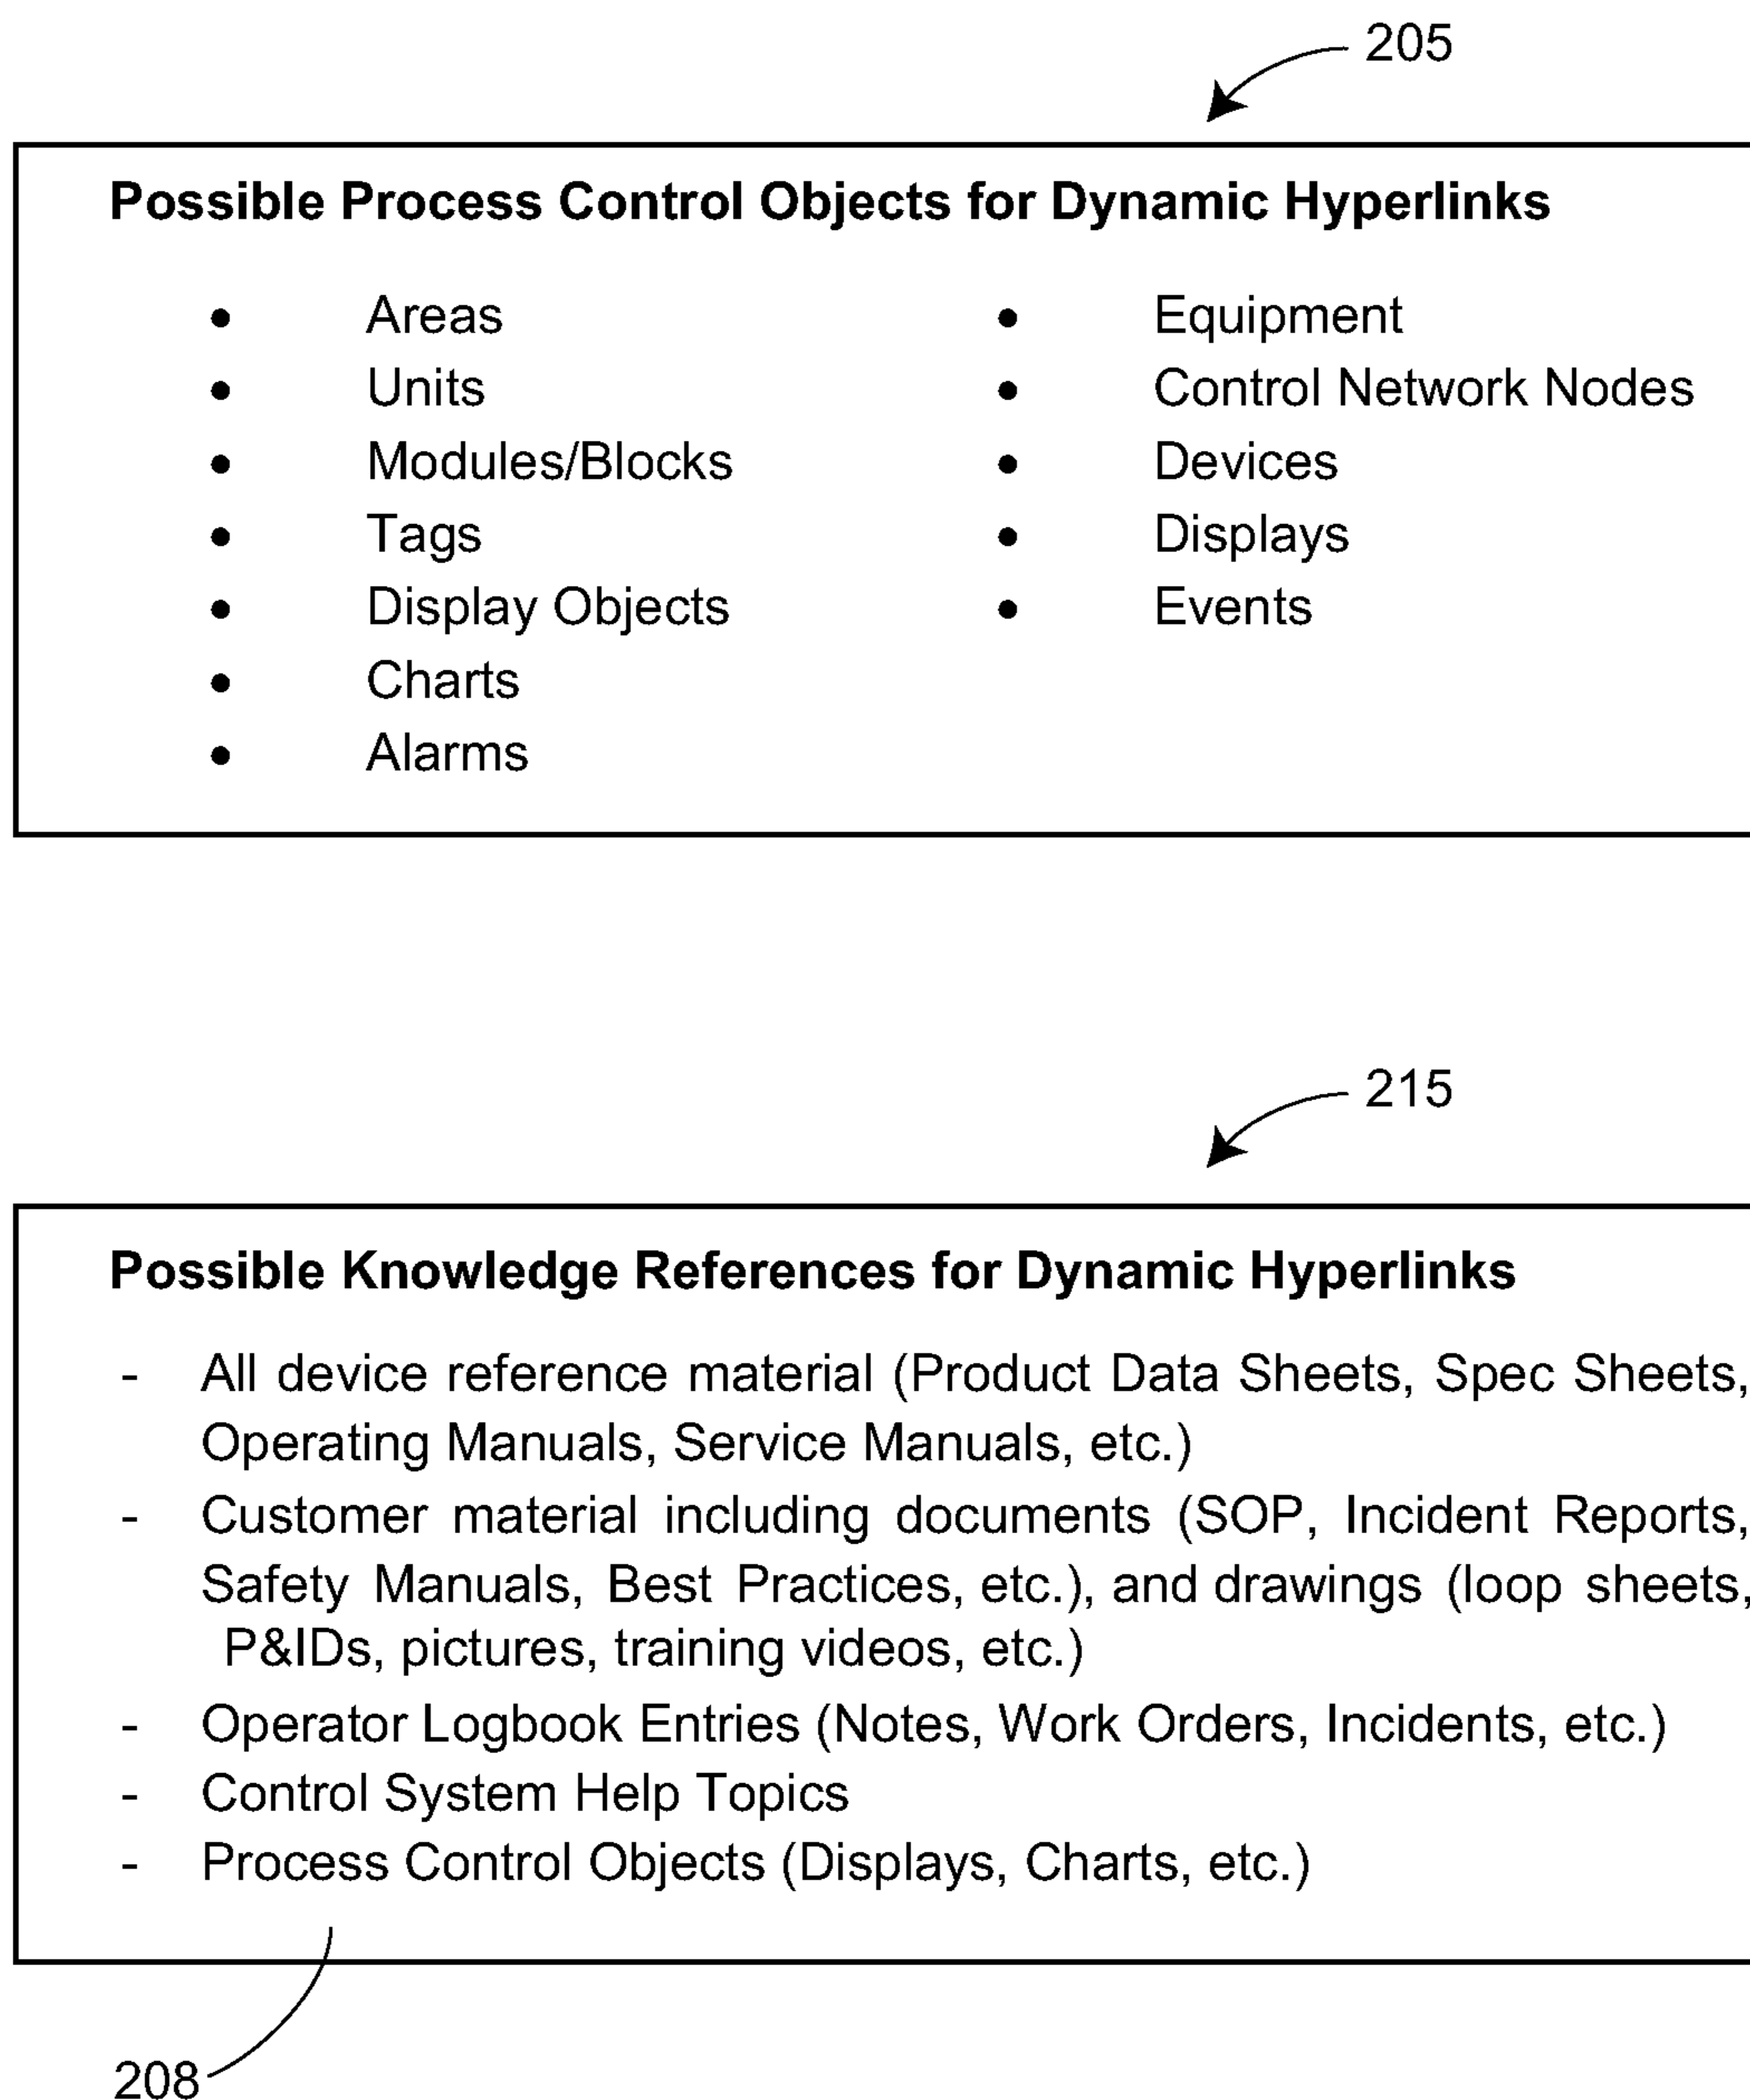 205
Possible Process Control Objects for Dynamic Hyperlinks
• Areas
• Units
• Modules/Blocks
• Tags
• Display Objects
• Charts
• Alarms
• Equipment
• Control Network Nodes
• Devices
• Displays
• Events
215
Possible Knowledge References for Dynamic Hyperlinks
- All device reference material (Product Data Sheets, Spec Sheets,
Operating Manuals, Service Manuals, etc.)
- Customer material including documents (SOP, Incident Reports,
Safety Manuals, Best Practices, etc.), and drawings (loop sheets,
P&IDs, pictures, training videos, etc.)
- Operator Logbook Entries (Notes, Work Orders, Incidents, etc.)
- Control System Help Topics
- Process Control Objects (Displays, Charts, etc.)
208